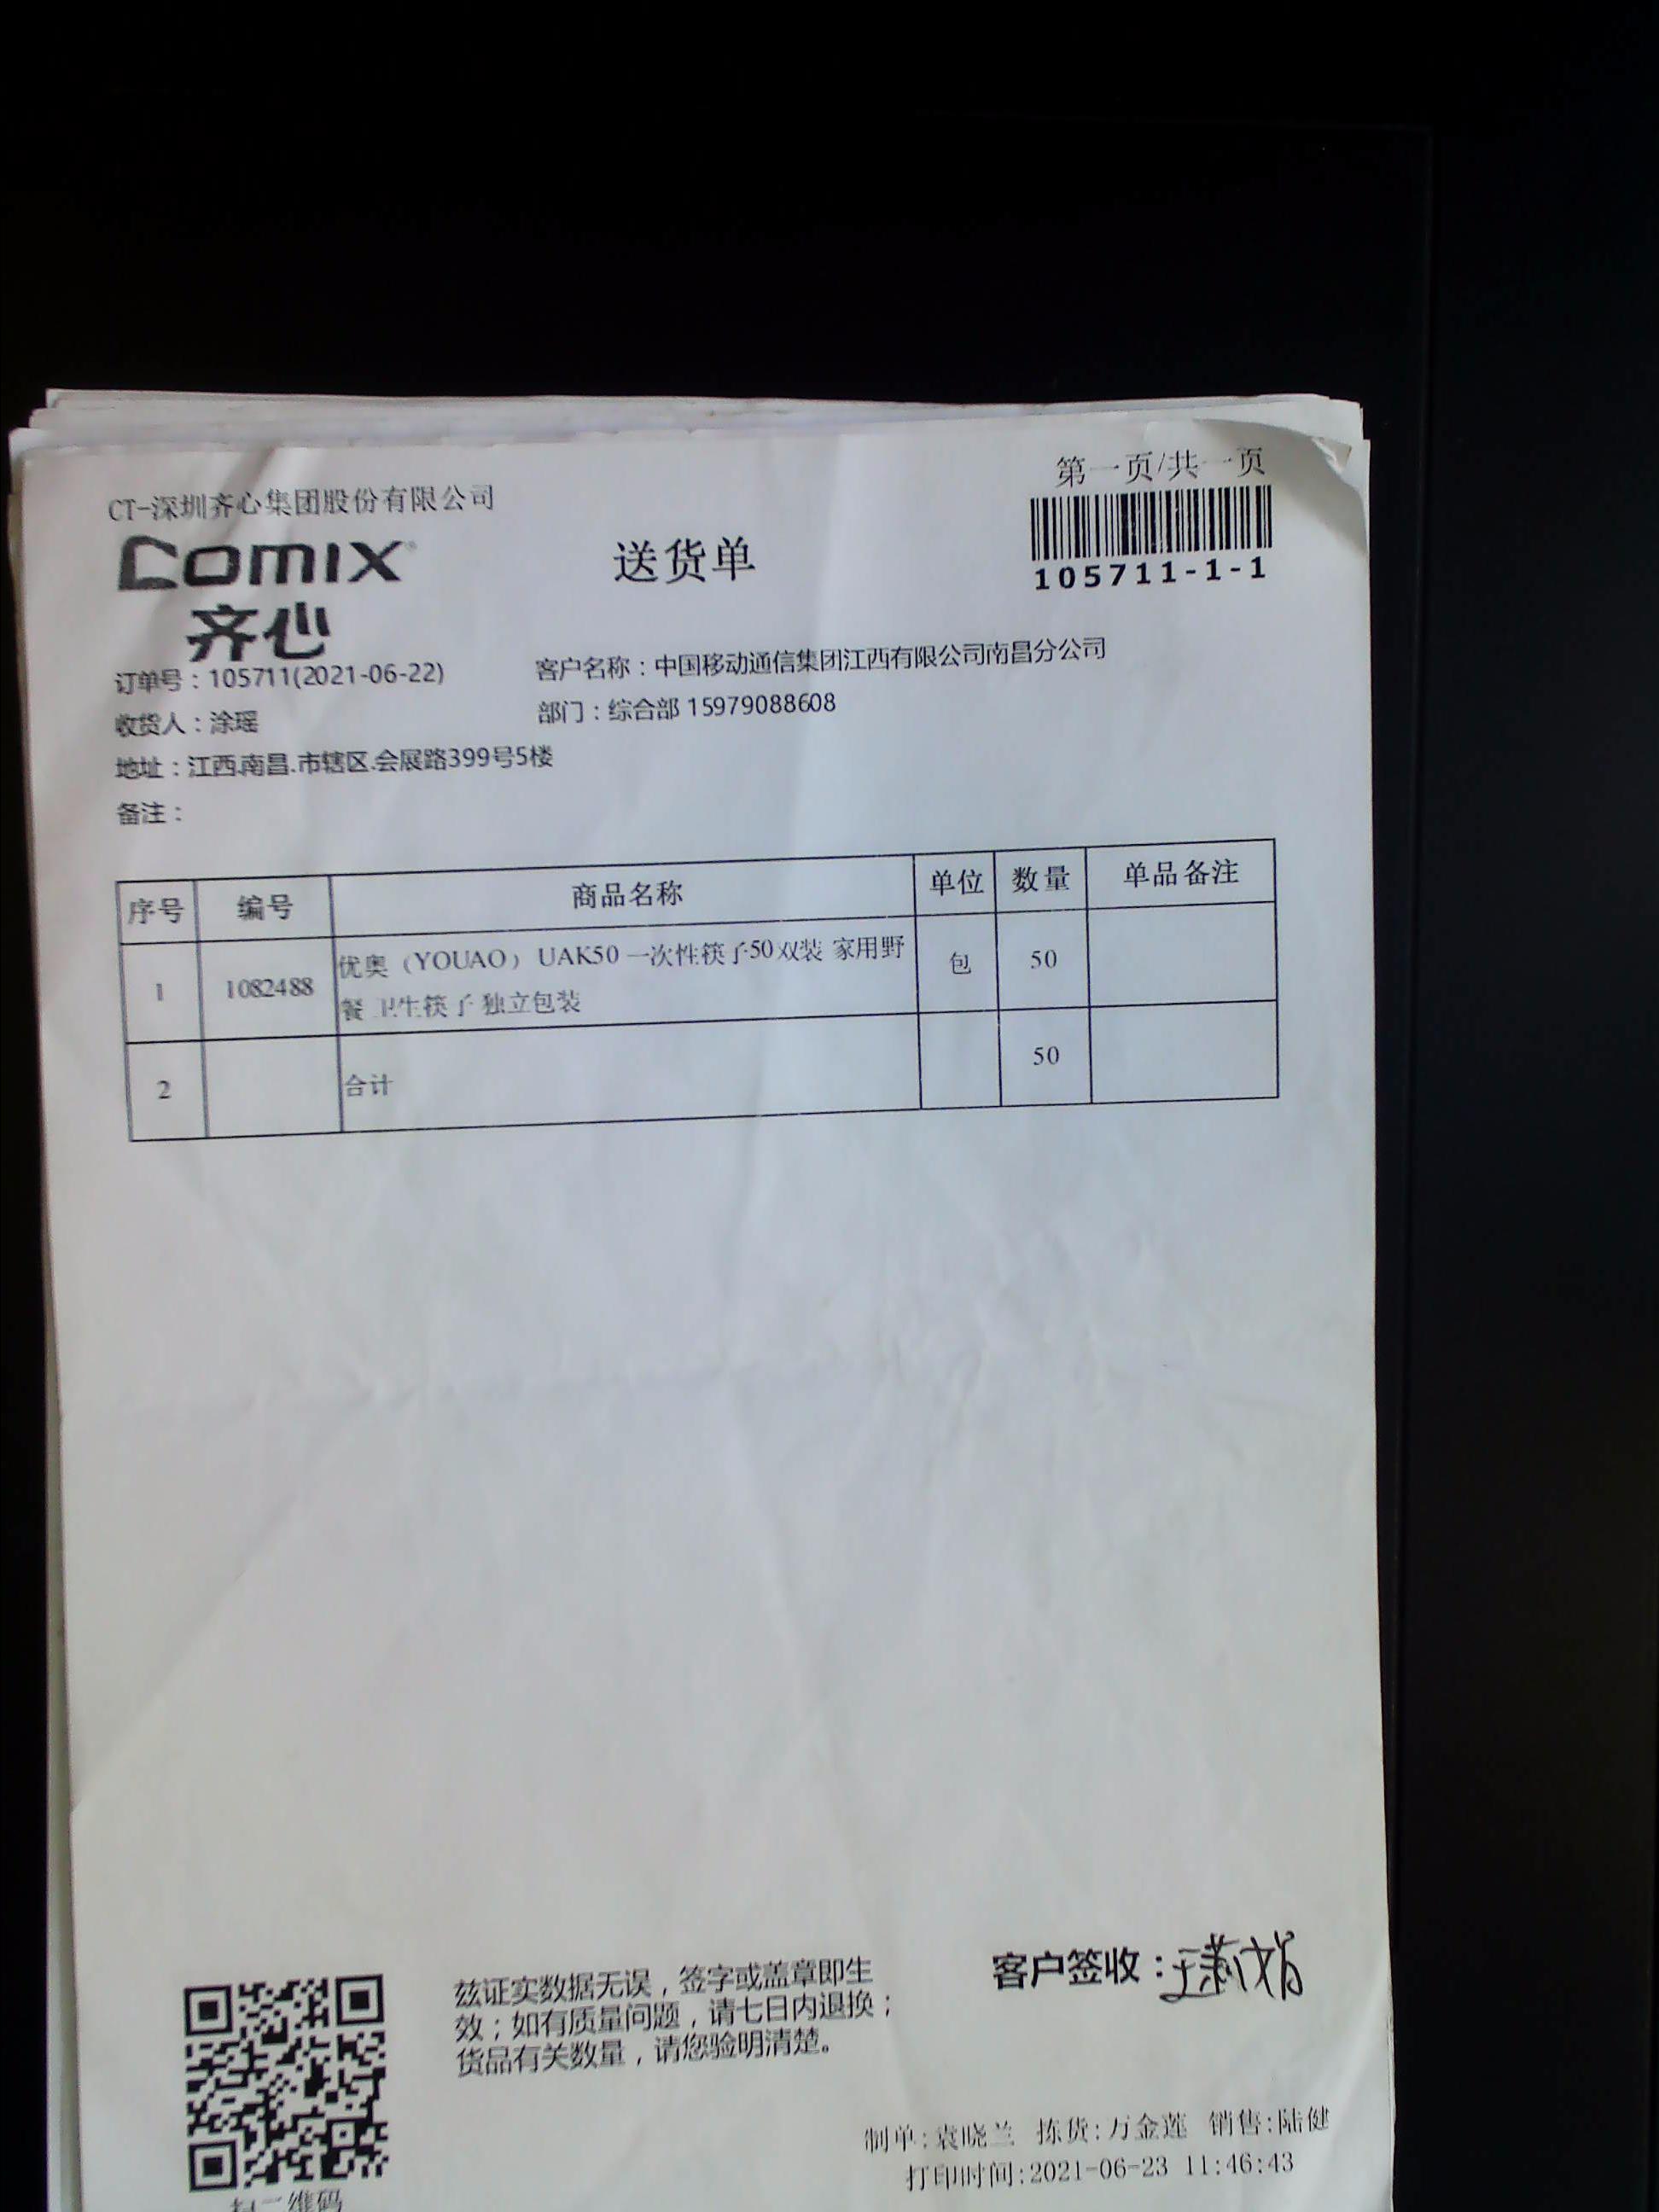 第一页/共一页
CT-深圳齐心集团股份有限公司
comix
齐心
送货单
105711-1-1
订单号：105711(2021-06-22)
客户名称：中国移动通信集团江西有限公司南昌分公司
收货人：涂瑶
部门：综合部 15979088608
地址：江西.南昌.市辖区.会展路399号5楼
备注：
序号 编号 商品名称 单位 数量 单品备注
1 1082488 优奥（YOUAO） UAK50 一次性筷子50双装 家用野 包 50
餐 卫生筷子 独立包装
2 合计 50
兹证实数据无误，签字或盖章即生
效；如有质量问题，请七日内退换；
货品有关数量，请您验明清楚。
客户签收：
制单:袁晓兰 拣货:万金莲 销售:陆健
打印时间:2021-06-23 11:46:43
扫二维码